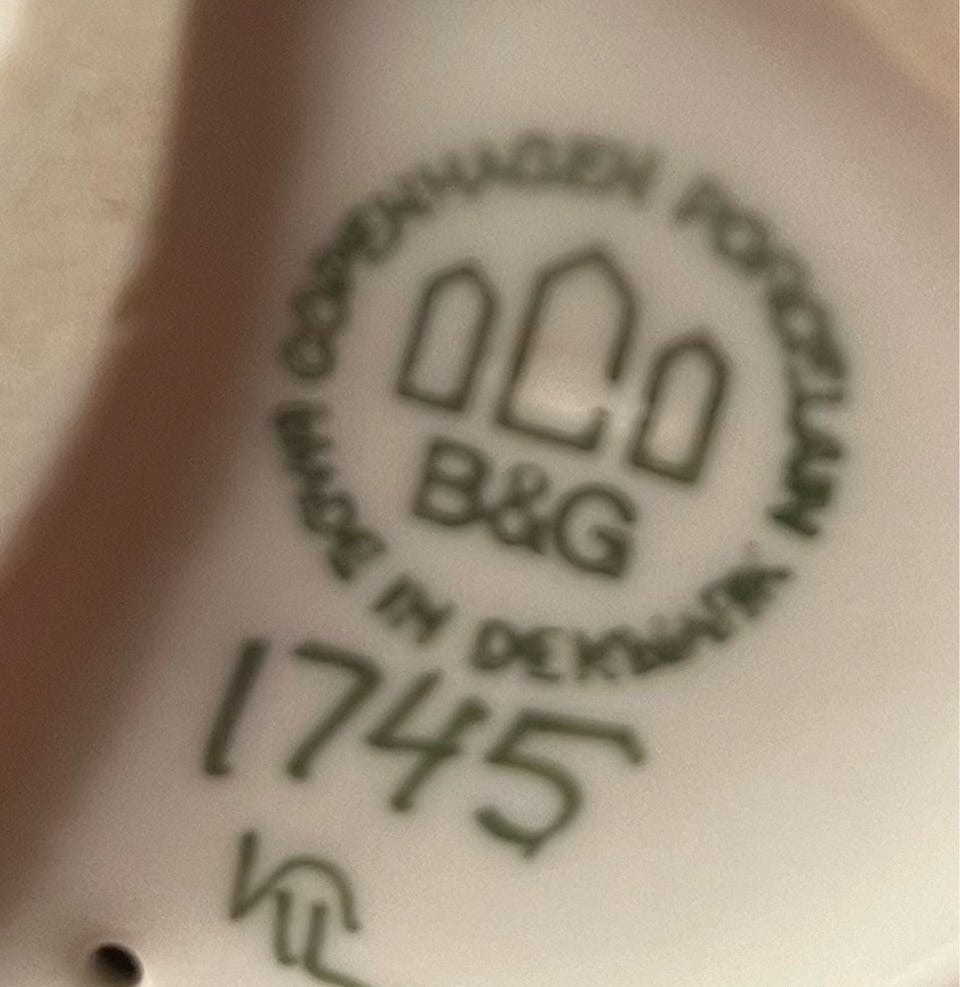 COPENHAGEN PORCELAIN
B&G
MADE IN DENMARK
1745